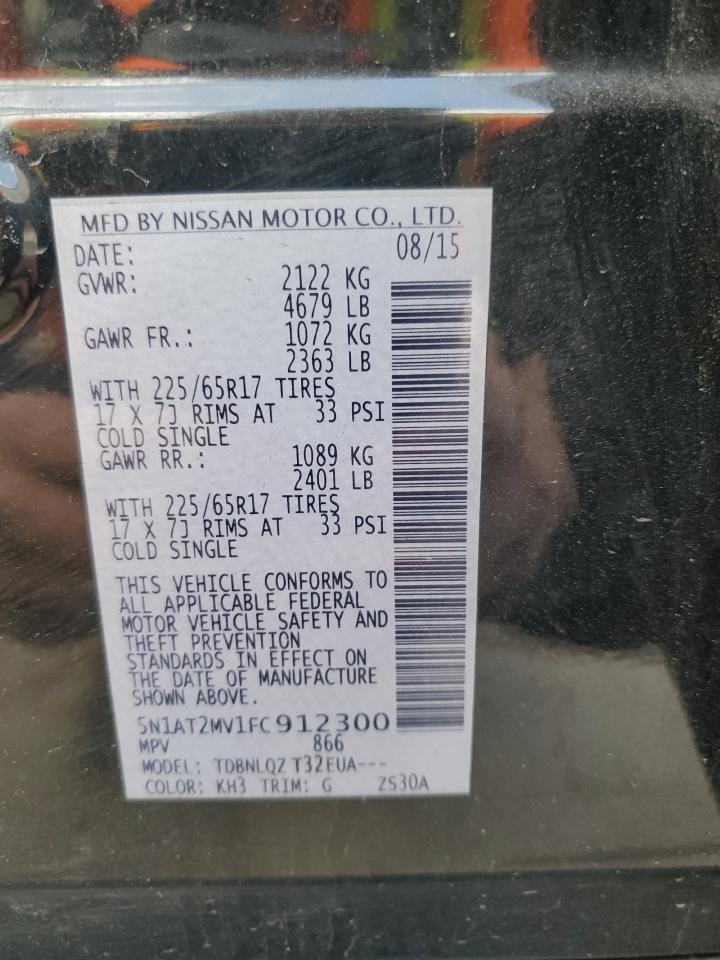 MFD BY NISSAN MOTOR CO., LTD.
DATE: 08/15
GVWR: 2122 KG
4679 LB
GAWR FR.: 1072 KG
2363 LB
WITH 225/65R17 TIRES
17 X 7J RIMS AT 33 PSI
COLD SINGLE
GAWR RR.: 1089 KG
2401 LB
WITH 225/65R17 TIRES
17 X 7J RIMS AT 33 PSI
COLD SINGLE
THIS VEHICLE CONFORMS TO
ALL APPLICABLE FEDERAL
MOTOR VEHICLE SAFETY AND
THEFT PREVENTION
STANDARDS IN EFFECT ON
THE DATE OF MANUFACTURE
SHOWN ABOVE.
5N1AT2MV1FC912300
MPV 866
MODEL: TDBNLQZ T32EUA---
COLOR: KH3 TRIM: G ZS30A